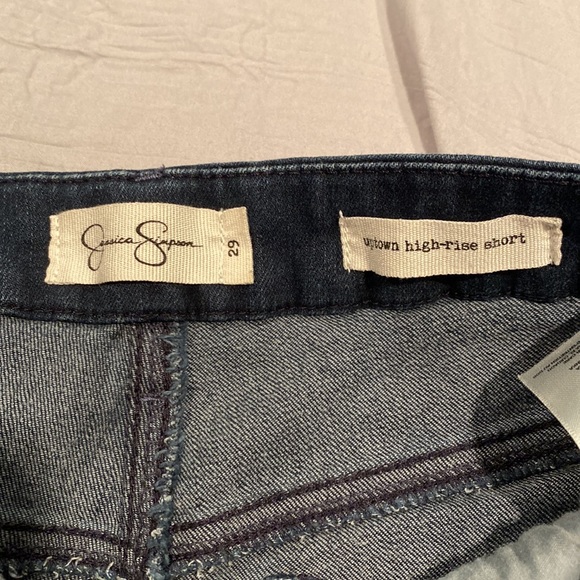 Jessica Simpson
29
uptown high-rise short